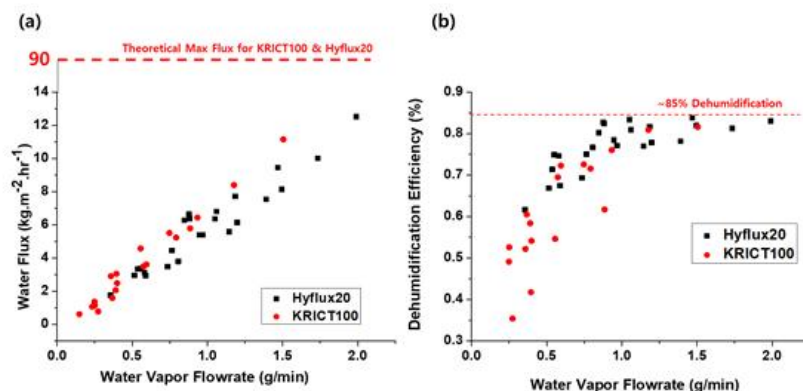 (a)
Theoretical Max Flux for KRICT100 & Hyflux20
90
14
12
10
8
6
4
2
0
Water Flux (kg.m-2.hr-1)
Hyflux20
KRICT100
0.0 0.5 1.0 1.5 2.0
Water Vapor Flowrate (g/min)
(b)
0.9
~85% Dehumidification
0.8
0.7
0.6
0.5
0.4
0.3
Dehumidification Efficiency (%)
Hyflux20
KRICT100
0.0 0.5 1.0 1.5 2.0
Water Vapor Flowrate (g/min)